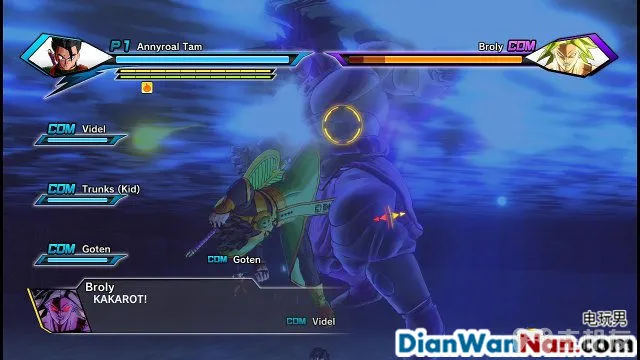 P1 Annyroal Tam
Broly COM
COM Videl
COM Trunks (Kid)
COM Goten
COM Goten
Broly
KAKAROT!
COM Videl
电玩男
DianWanNan.com